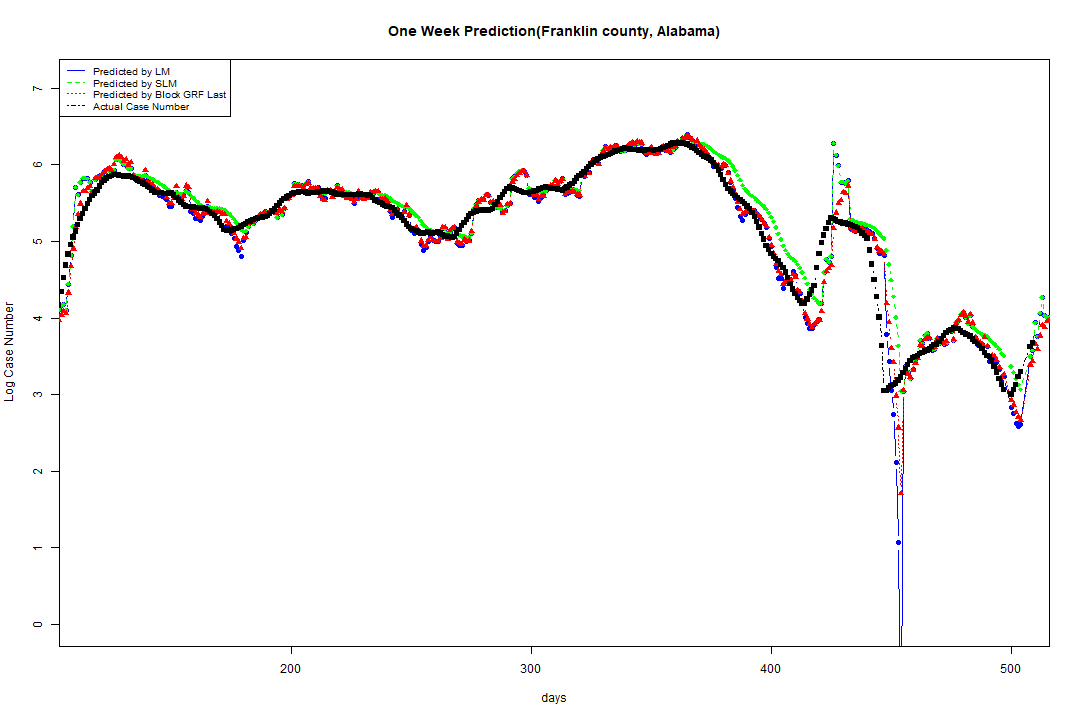 One Week Prediction(Franklin county, Alabama)
Predicted by LM
Predicted by SLM
Predicted by Block GRF Last
Actual Case Number
7
6
5
4
3
2
1
0
Log Case Number
200 300 400 500
days